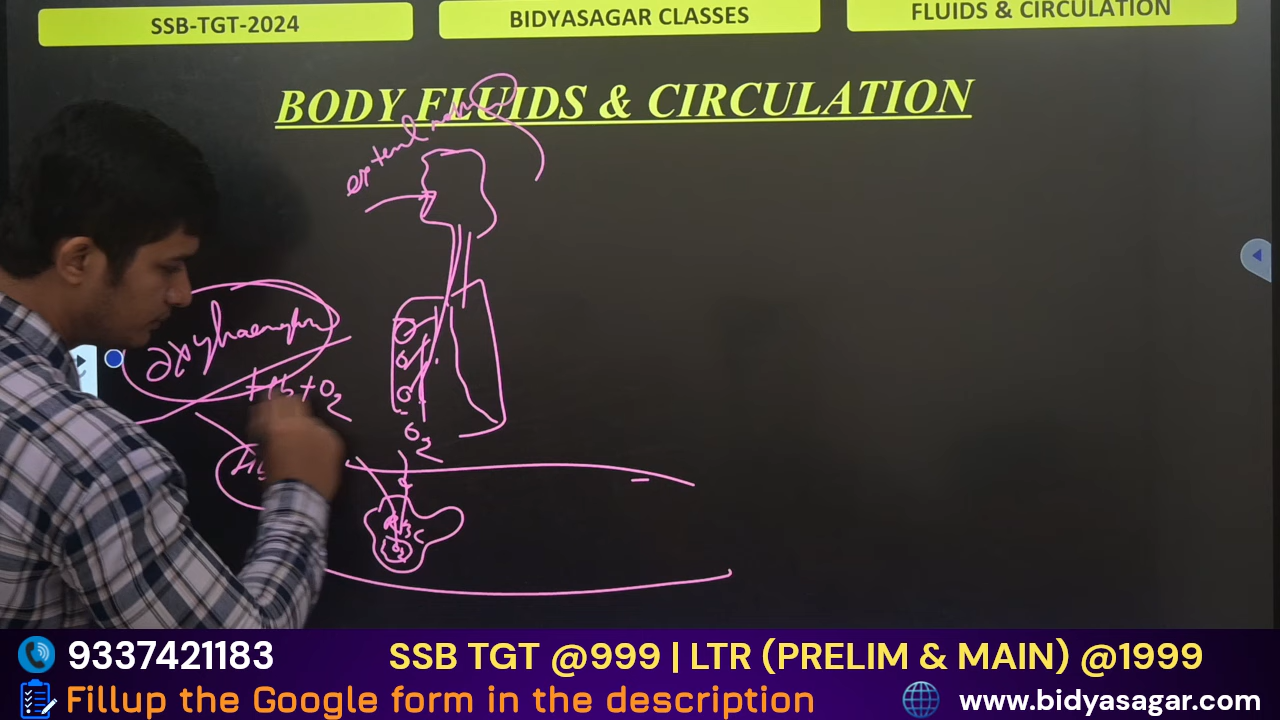 SSB-TGT-2024
BIDYASAGAR CLASSES
FLUIDS & CIRCULATION
BODY FLUIDS & CIRCULATION
Hb+O2
O2
9337421183
SSB TGT @999 | LTR (PRELIM & MAIN) @1999
Fillup the Google form in the description
www.bidyasagar.com